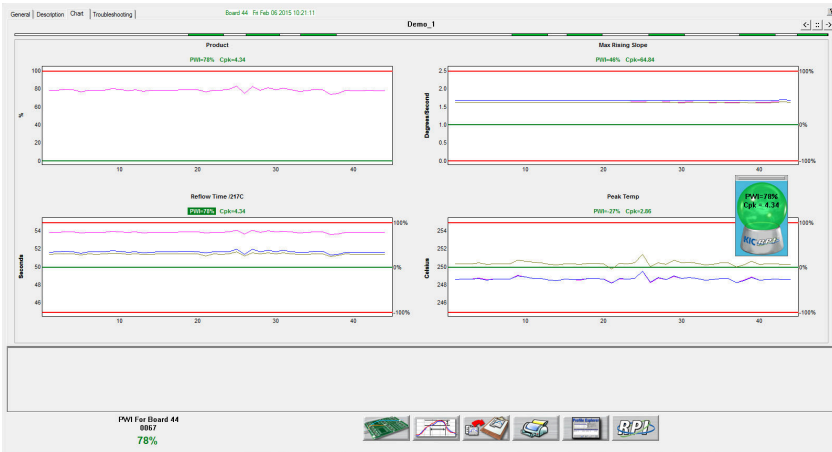 General | Description | Chart | Troubleshooting |
Board 44 Fri Feb 06 2015 10:21:11
Demo_1
<-| :: | ->
Product
PWI=78% Cpk=4.34
%
100
80
60
40
20
0
10 20 30 40
Max Rising Slope
PWI=48% Cpk=64.84
Degrees/Second
2.5
2.0
1.5
1.0
0.5
0.0
100%
0%
-100%
10 20 30 40
Reflow Time /217C
PWI=78% Cpk=4.34
Seconds
54
52
50
48
46
100%
0%
-100%
10 20 30 40
Peak Temp
PWI=-27% Cpk=2.86
Celsius
254
252
250
248
246
100%
0%
-100%
10 20 30 40
PWI=78%
Cpk = 4.34
KIC RPI
PWI For Board 44
0067
78%
Profile Explorer
RPI